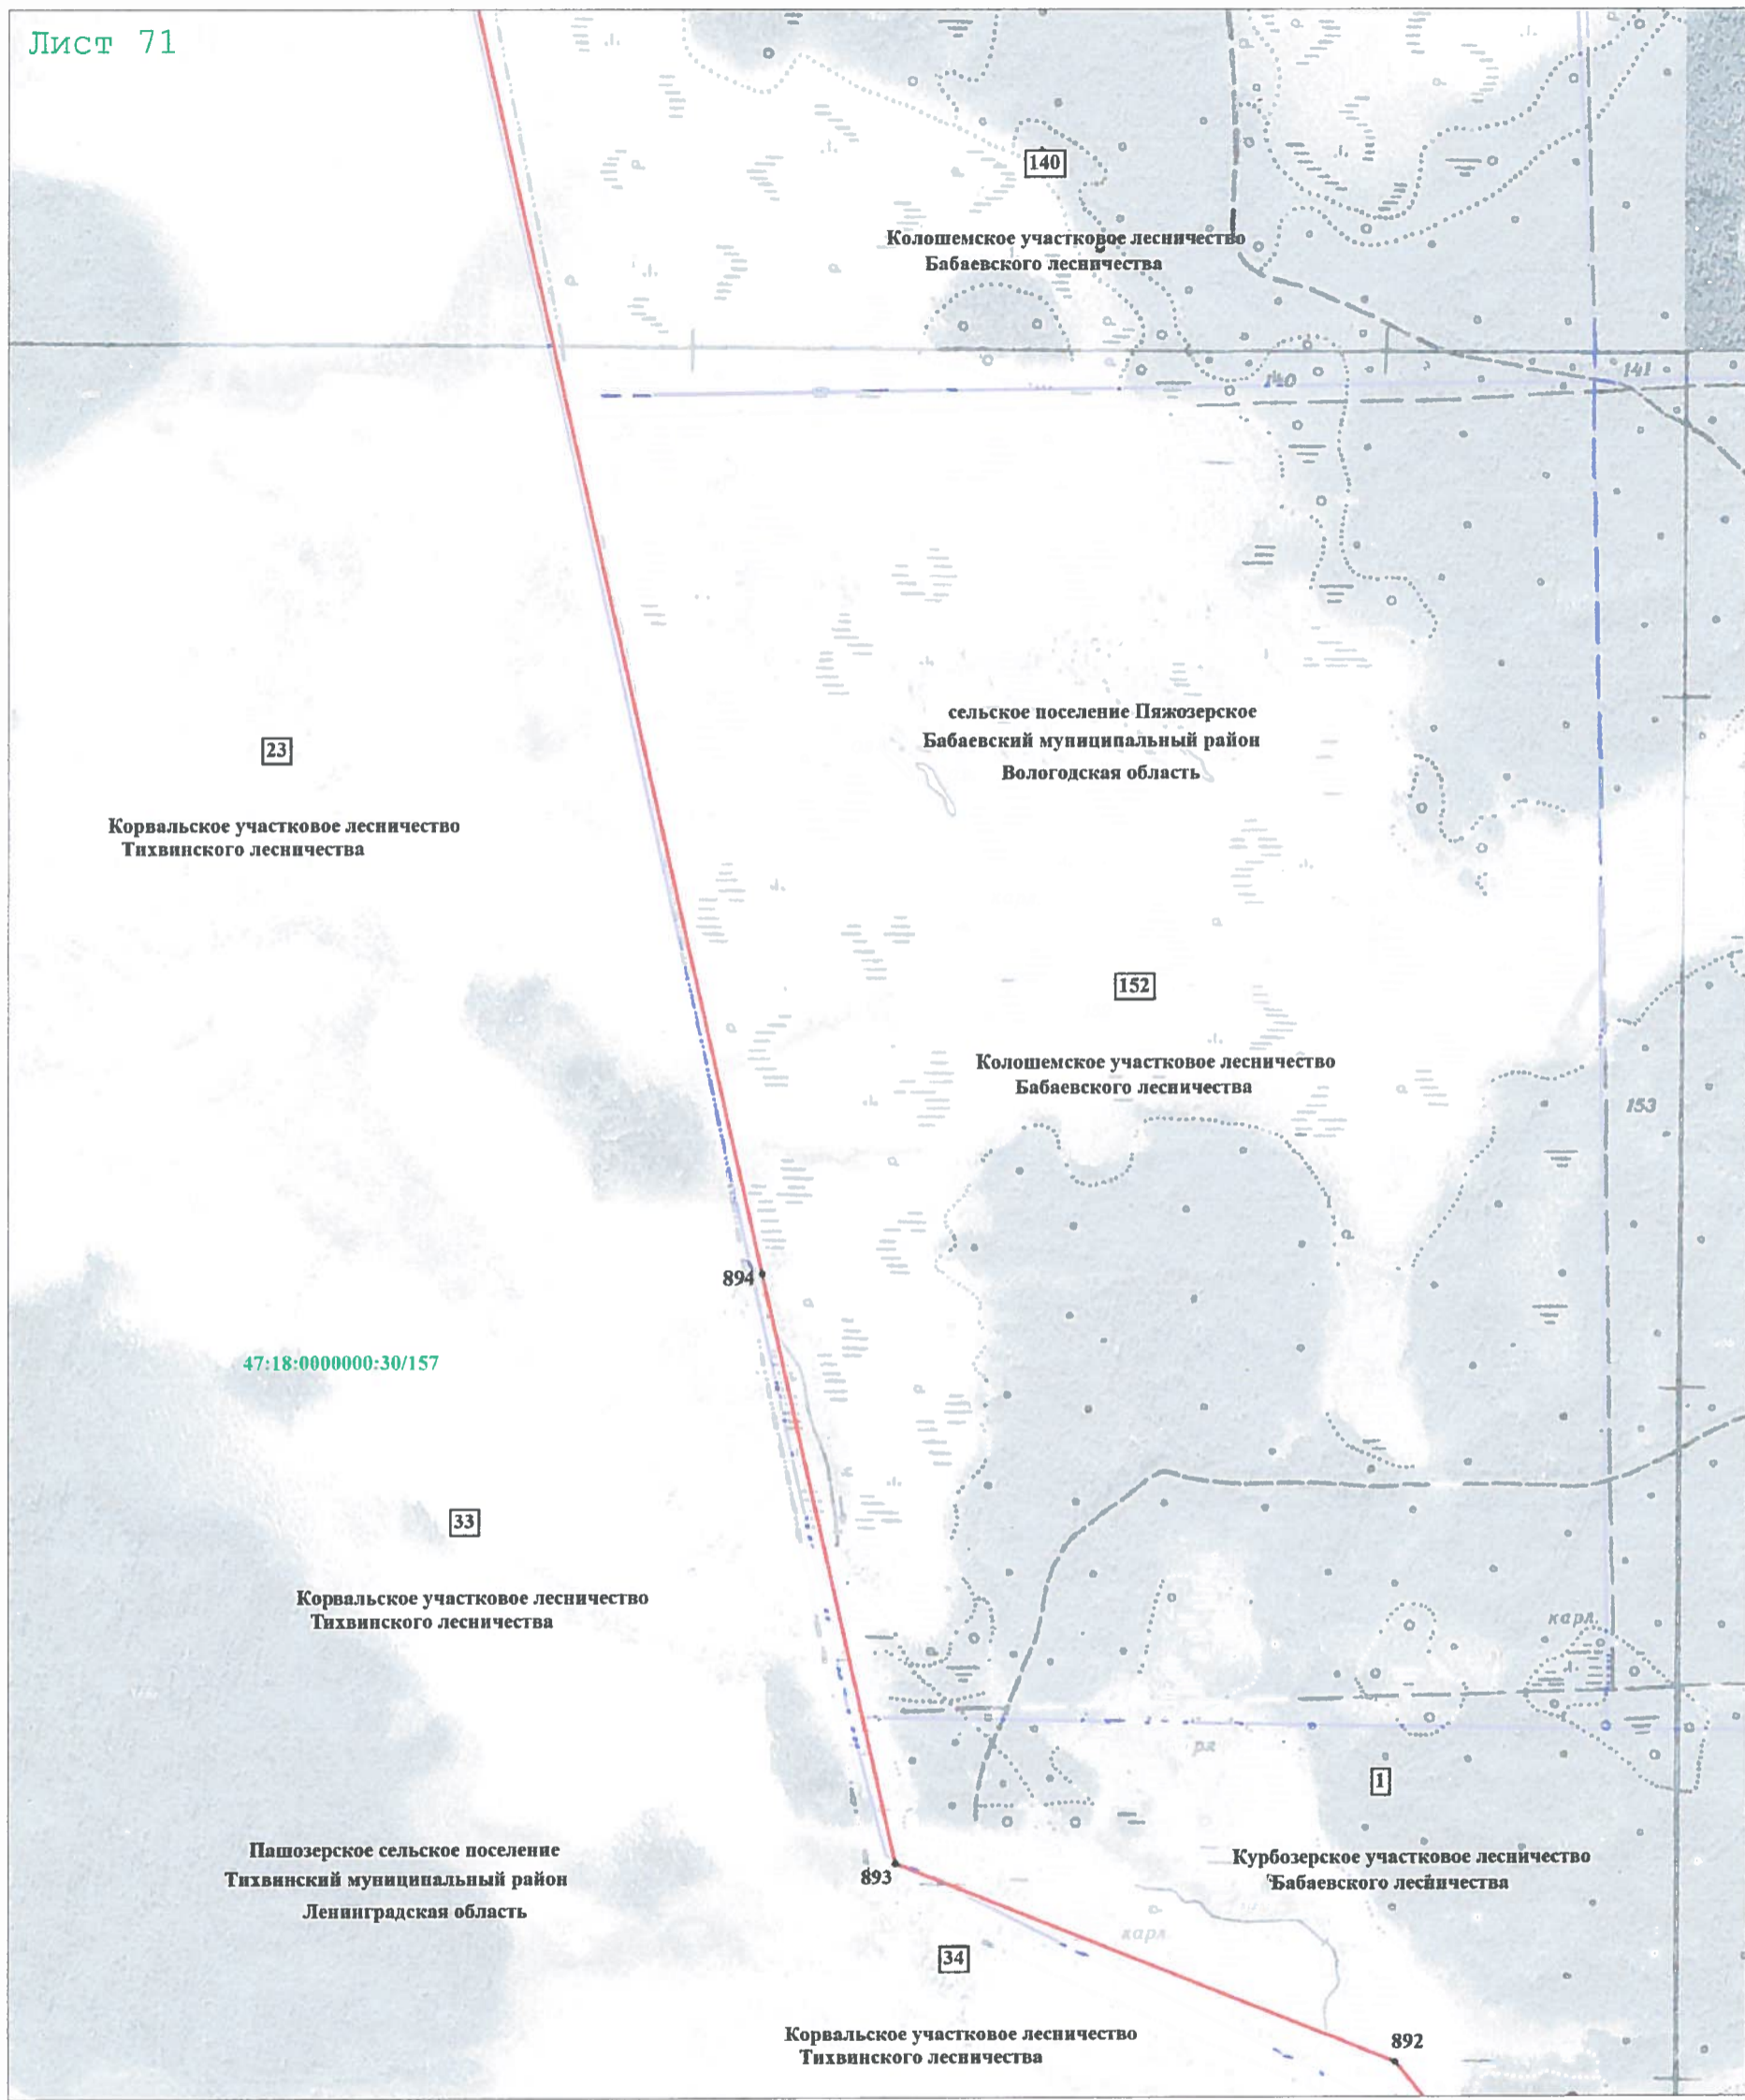 Лист 71
140
Колошемское участковое лесничество
Бабаевского лесничества
140
141
сельское поселение Пяжозерское
Бабаевский муниципальный район
Вологодская область
23
Корвальское участковое лесничество
Тихвинского лесничества
152
Колошемское участковое лесничество
Бабаевского лесничества
153
894
47:18:0000000:30/157
33
Корвальское участковое лесничество
Тихвинского лесничества
карл.
рл
1
Пашозерское сельское поселение
Тихвинский муниципальный район
Ленинградская область
893
Курбозерское участковое лесничество
Бабаевского лесничества
карл
34
Корвальское участковое лесничество
Тихвинского лесничества
892